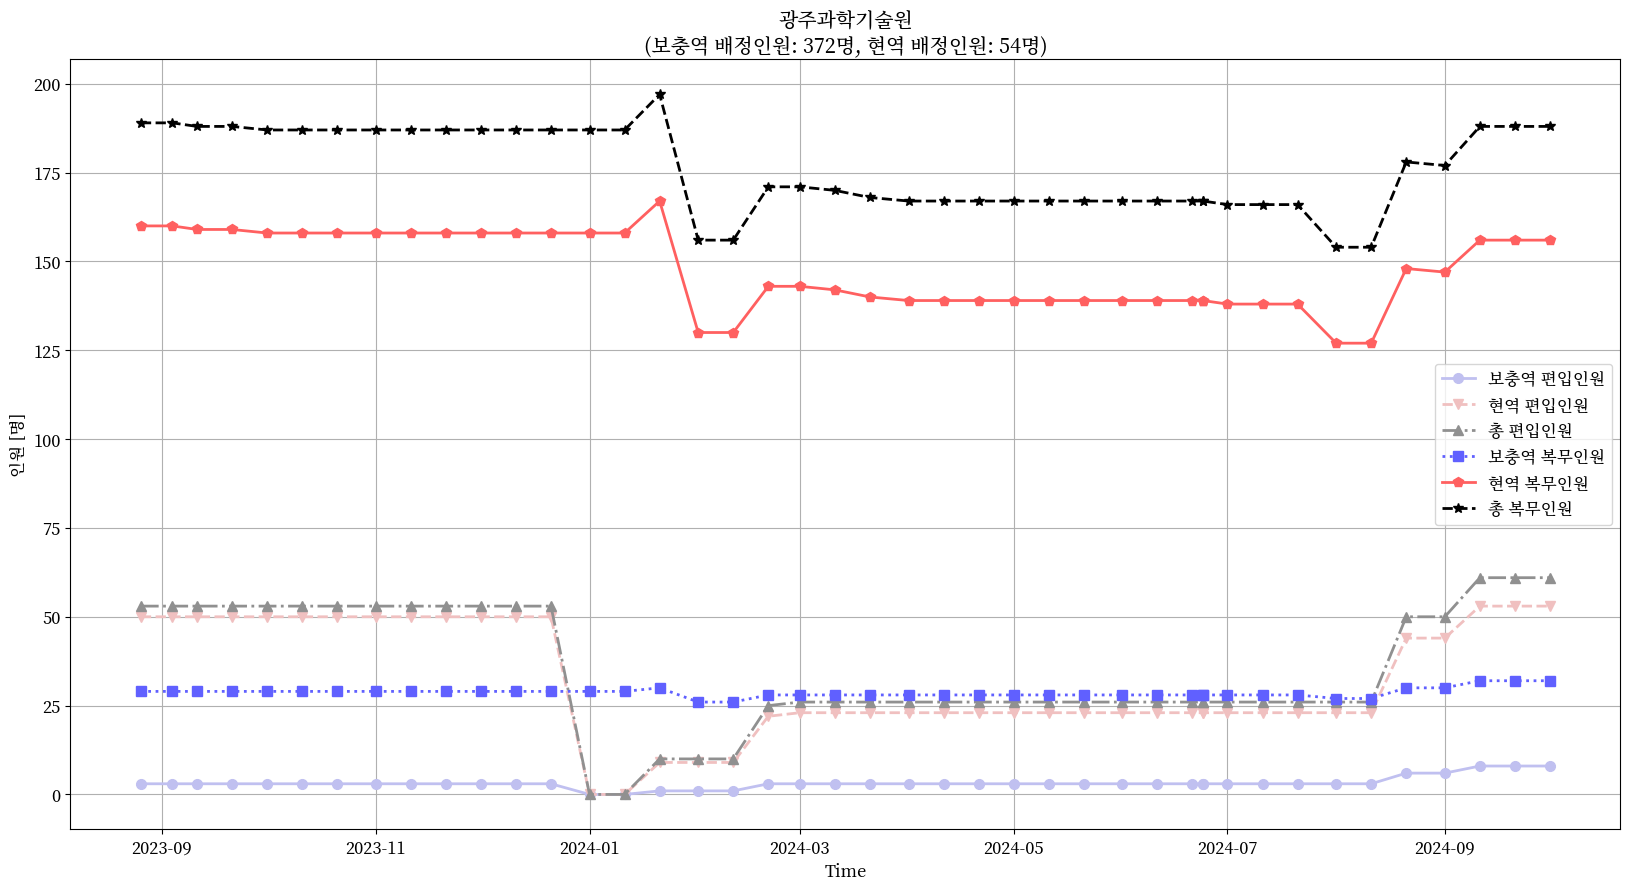 광주과학기술원
(보충역 배정인원: 372명, 현역 배정인원: 54명)
200
175
150
125
100
75
50
25
0
인원 [명]
보충역 편입인원
현역 편입인원
총 편입인원
보충역 복무인원
현역 복무인원
총 복무인원
2023-09 2023-11 2024-01 2024-03 2024-05 2024-07 2024-09
Time